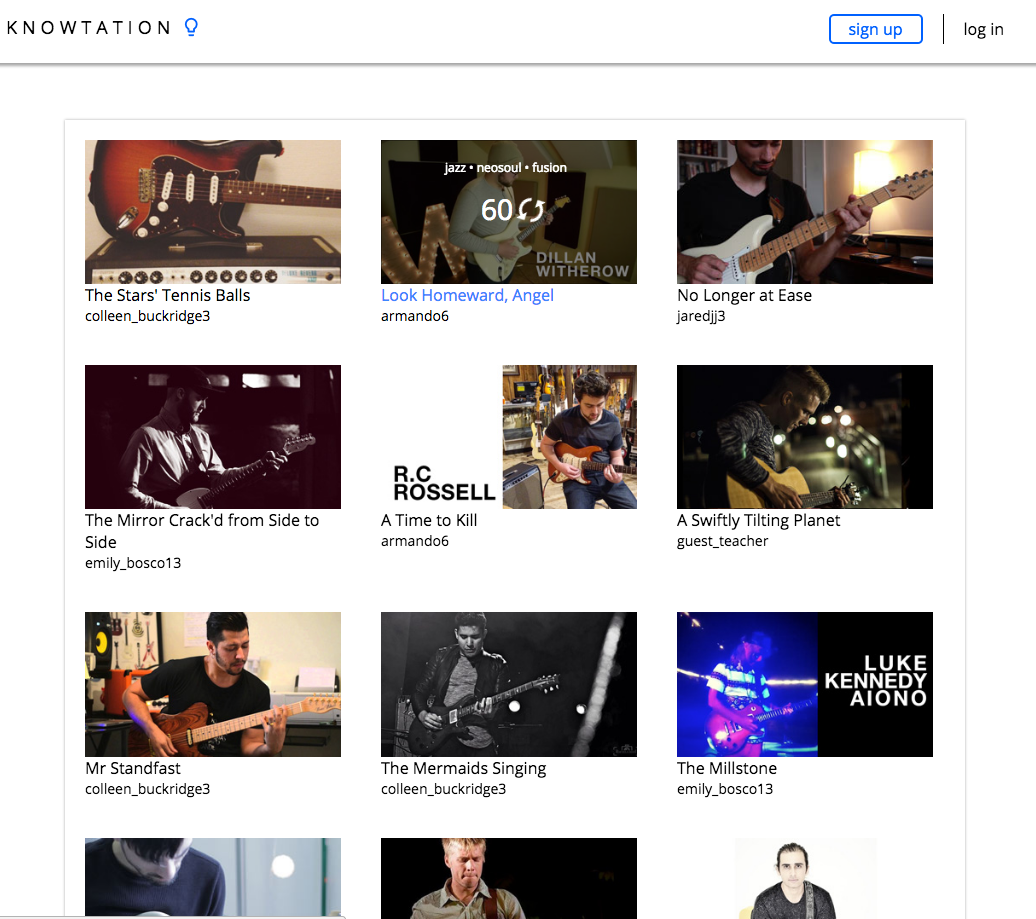 KNOWTATION
sign up
log in
jazz • neosoul • fusion
60
DILLAN
WITHEROW
The Stars' Tennis Balls
colleen_buckridge3
Look Homeward, Angel
armando6
No Longer at Ease
jaredjj3
R.C
ROSSELL
The Mirror Crack'd from Side to
Side
emily_bosco13
A Time to Kill
armando6
A Swiftly Tilting Planet
guest_teacher
LUKE
KENNEDY
AIONO
Mr Standfast
colleen_buckridge3
The Mermaids Singing
colleen_buckridge3
The Millstone
emily_bosco13